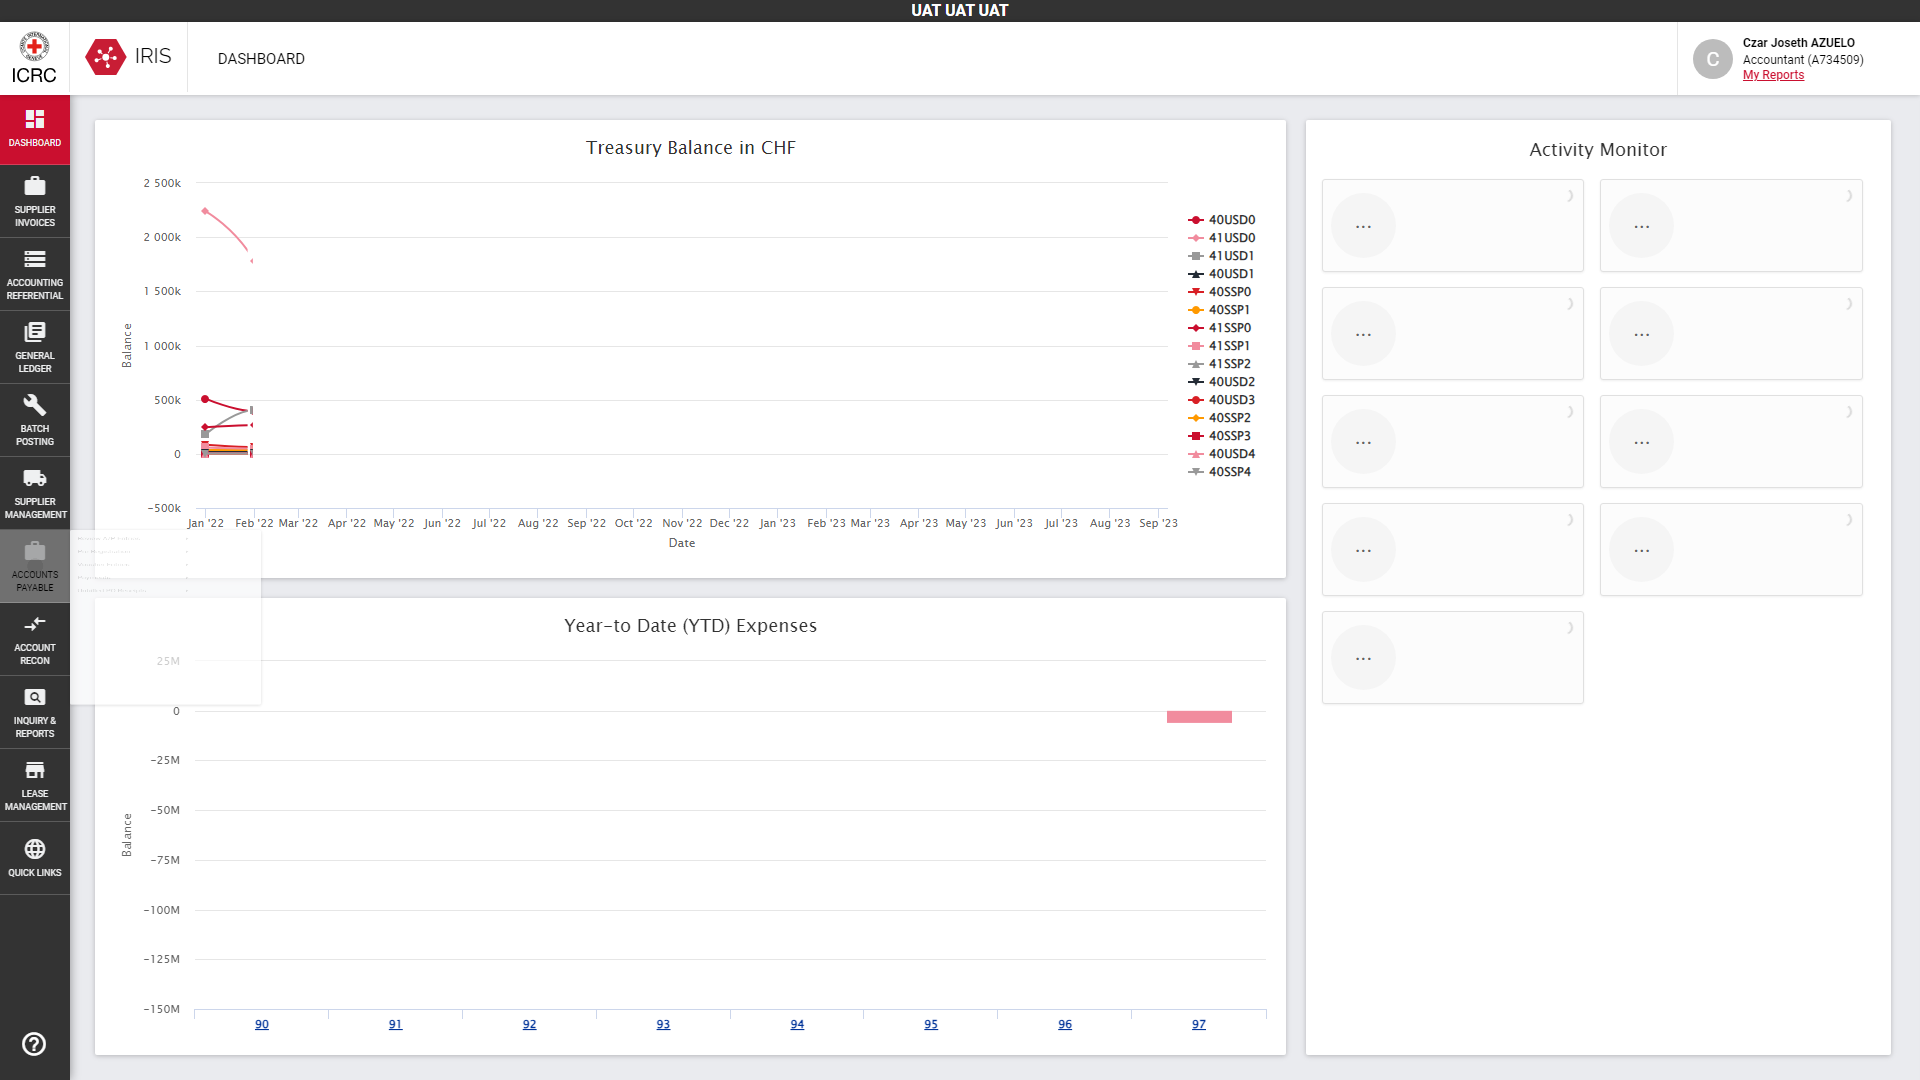 UAT UAT UAT
ICRC
IRIS
DASHBOARD
Czar Joseth AZUELO
Accountant (A734509)
My Reports
C
DASHBOARD
SUPPLIER
INVOICES
ACCOUNTING
REFERENTIAL
GENERAL
LEDGER
BATCH
POSTING
SUPPLIER
MANAGEMENT
ACCOUNTS
PAYABLE
ACCOUNT
RECON
INQUIRY &
REPORTS
LEASE
MANAGEMENT
QUICK LINKS
Treasury Balance in CHF
2 500k
2 000k
1 500k
1 000k
500k
0
−500k
Balance
Jan '22 Feb '22 Mar '22 Apr '22 May '22 Jun '22 Jul '22 Aug '22 Sep '22 Oct '22 Nov '22 Dec '22 Jan '23 Feb '23 Mar '23 Apr '23 May '23 Jun '23 Jul '23 Aug '23 Sep '23
Date
40USD0
41USD0
41USD1
40USD1
40SSP0
40SSP1
41SSP0
41SSP1
41SSP2
40USD2
40USD3
40SSP2
40SSP3
40USD4
40SSP4
Year-to Date (YTD) Expenses
25M
0
−25M
−50M
−75M
−100M
−125M
−150M
Balance
90 91 92 93 94 95 96 97
Activity Monitor
... ...
... ...
... ...
... ...
...